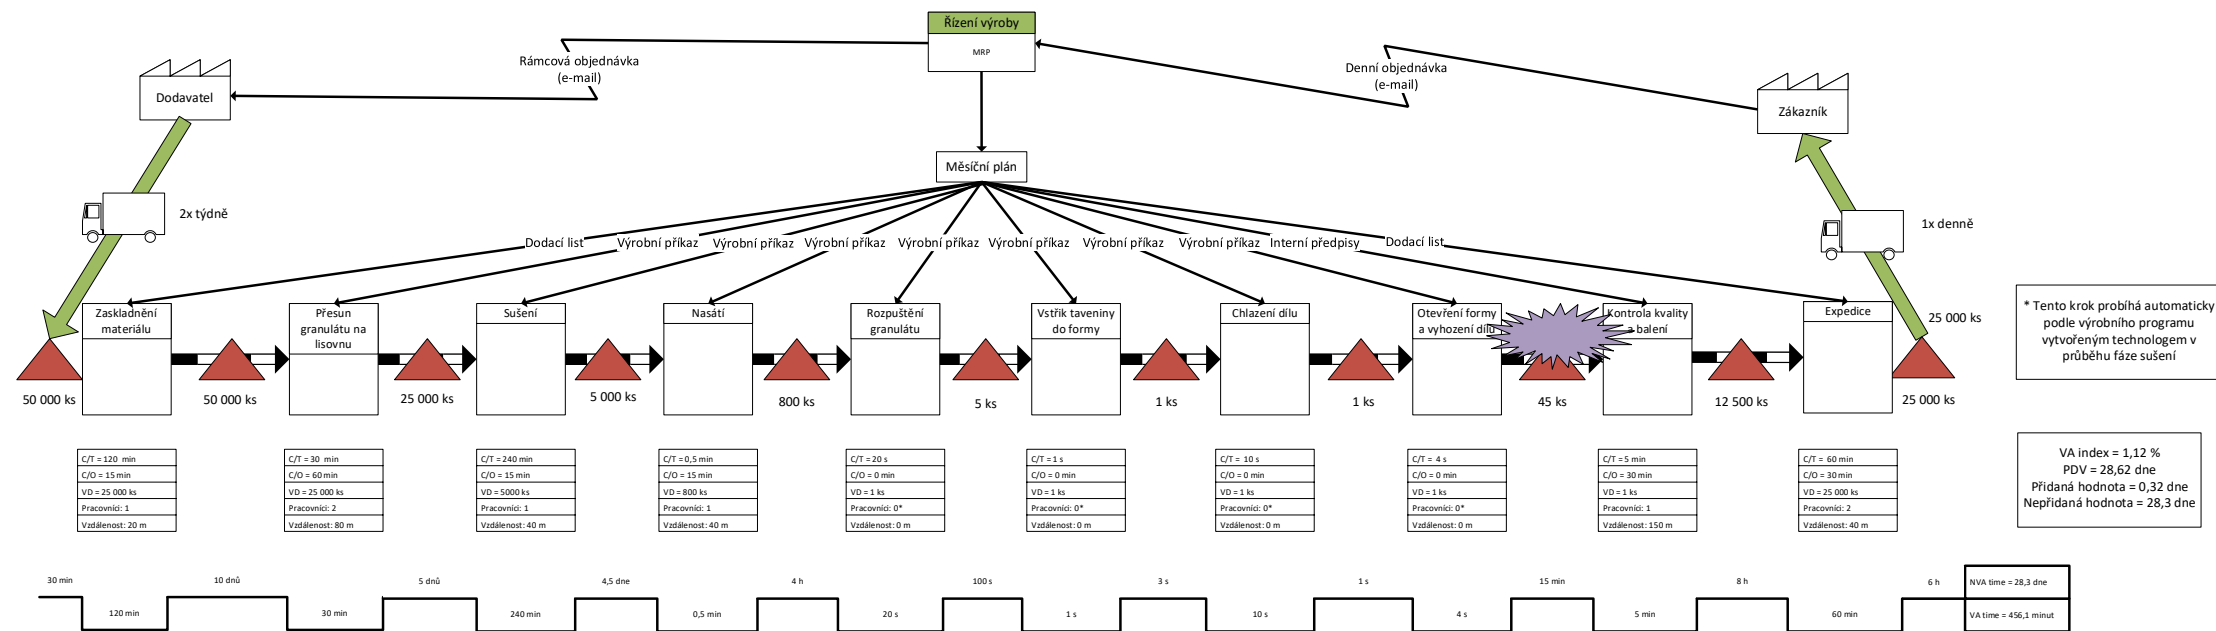 Řízení výroby
MRP
Rámcová objednávka
(e-mail)
Denní objednávka
(e-mail)
Dodavatel
Zákazník
Měsíční plán
2x týdně
1x denně
Dodací list
Výrobní příkaz
Výrobní příkaz
Výrobní příkaz
Výrobní příkaz
Výrobní příkaz
Výrobní příkaz
Výrobní příkaz
Interní předpisy
Dodací list
Zaskladnění
materiálu
Přesun
granulátu na
lisovnu
Sušení
Nasátí
Rozpuštění
granulátu
Vstřik taveniny
do formy
Chlazení dílu
Otevření formy
a vyhození dílu
Kontrola kvality
a balení
Expedice
25 000 ks
* Tento krok probíhá automaticky
podle výrobního programu
vytvořeným technologem v
průběhu fáze sušení
50 000 ks
50 000 ks
25 000 ks
5 000 ks
800 ks
5 ks
1 ks
1 ks
45 ks
12 500 ks
25 000 ks
C/T = 120 min
C/O = 15 min
VD = 25 000 ks
Pracovníci: 1
Vzdálenost: 20 m
C/T = 30 min
C/O = 60 min
VD = 25 000 ks
Pracovníci: 2
Vzdálenost: 80 m
C/T = 240 min
C/O = 15 min
VD = 5000 ks
Pracovníci: 1
Vzdálenost: 40 m
C/T = 0,5 min
C/O = 15 min
VD = 800 ks
Pracovníci: 1
Vzdálenost: 40 m
C/T = 20 s
C/O = 0 min
VD = 1 ks
Pracovníci: 0*
Vzdálenost: 0 m
C/T = 1 s
C/O = 0 min
VD = 1 ks
Pracovníci: 0*
Vzdálenost: 0 m
C/T = 10 s
C/O = 0 min
VD = 1 ks
Pracovníci: 0*
Vzdálenost: 0 m
C/T = 4 s
C/O = 0 min
VD = 1 ks
Pracovníci: 0*
Vzdálenost: 0 m
C/T = 5 min
C/O = 30 min
VD = 1 ks
Pracovníci: 1
Vzdálenost: 150 m
C/T = 60 min
C/O = 30 min
VD = 25 000 ks
Pracovníci: 2
Vzdálenost: 40 m
VA index = 1,12 %
PDV = 28,62 dne
Přidaná hodnota = 0,32 dne
Nepřidaná hodnota = 28,3 dne
30 min
10 dnů
5 dnů
4,5 dne
4 h
100 s
3 s
1 s
15 min
8 h
6 h
NVA time = 28,3 dne
120 min
30 min
240 min
0,5 min
20 s
1 s
10 s
4 s
5 min
60 min
VA time = 456,1 minut